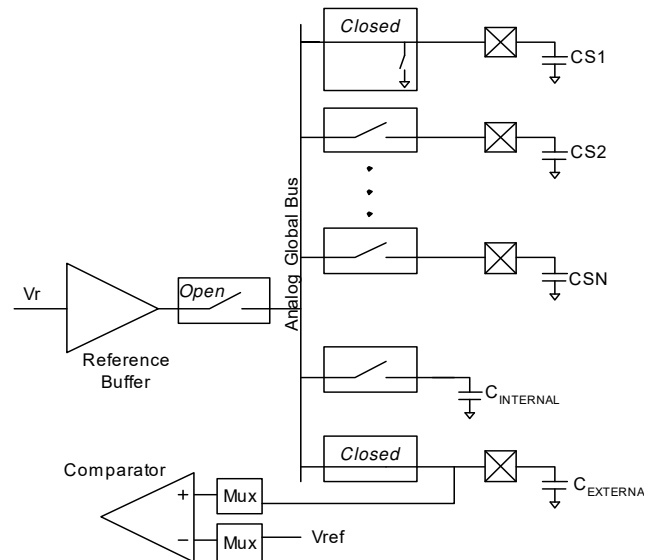 Closed
CS1
CS2
Analog Global Bus
CSN
Vr
Open
Reference
Buffer
C INTERNAL
Closed
Comparator
+
Mux
C EXTERNA
−
Mux
Vref